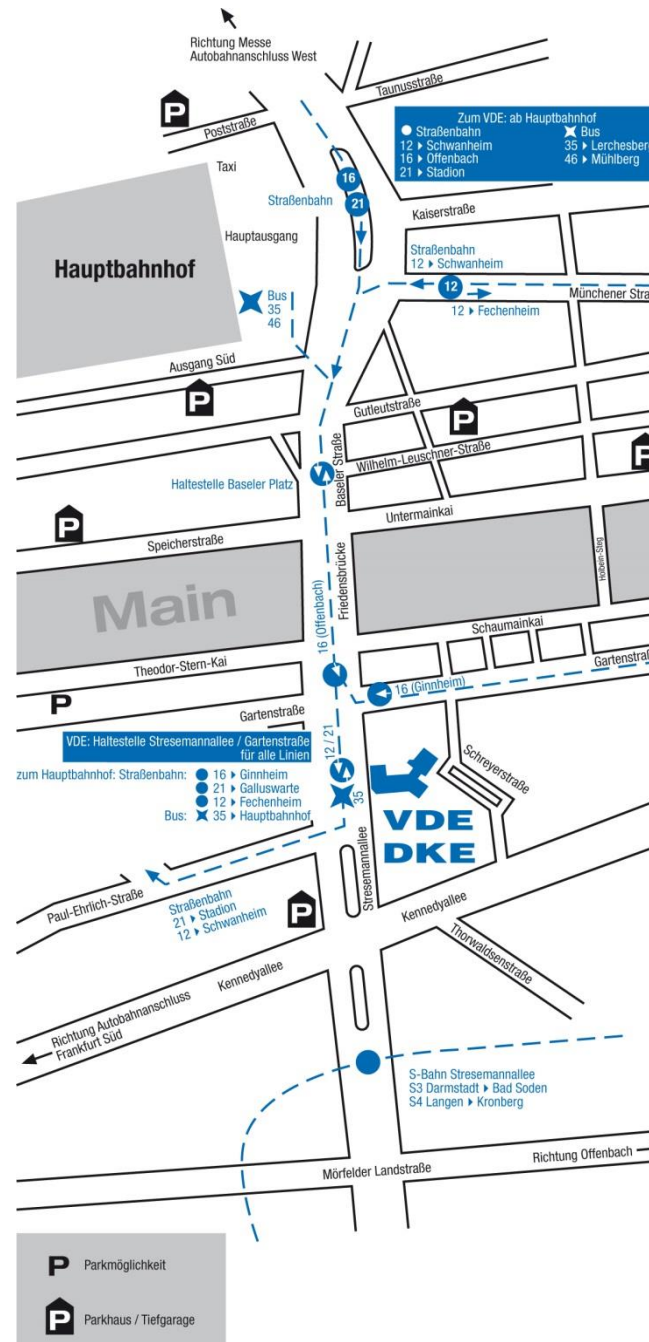 Richtung Messe
Autobahnanschluss West
Taunusstraße
P
Poststraße
Zum VDE: ab Hauptbahnhof
Straßenbahn
12 ▸ Schwanheim
16 ▸ Offenbach
21 ▸ Stadion
Bus
35 ▸ Lerchesberg
46 ▸ Mühlberg
Taxi
16
21
Straßenbahn
Kaiserstraße
Hauptausgang
Hauptbahnhof
Straßenbahn
12 ▸ Schwanheim
12
Münchener Stra
12 ▸ Fechenheim
Bus
35
46
Ausgang Süd
P
Gutleutstraße
P
Wilhelm-Leuschner-Straße
P
Baseler Straße
Haltestelle Baseler Platz
Untermainkai
P
Speicherstraße
Main
Friedensbrücke
Holbein-Steg
16 (Offenbach)
Schaumainkai
Theodor-Stern-Kai
Gartenstraß
16 (Ginnheim)
P
Gartenstraße
VDE: Haltestelle Stresemannallee / Gartenstraße
für alle Linien
12 / 21
Schreyerstraße
zum Hauptbahnhof: Straßenbahn: 16 ▸ Ginnheim
21 ▸ Galluswarte
12 ▸ Fechenheim
Bus: 35 ▸ Hauptbahnhof
35
VDE
DKE
Stresemannallee
Paul-Ehrlich-Straße
Straßenbahn
21 ▸ Stadion
12 ▸ Schwanheim
P
Kennedyallee
Thorwaldsenstraße
Kennedyallee
Richtung Autobahnanschluss
Frankfurt Süd
S-Bahn Stresemannallee
S3 Darmstadt ▸ Bad Soden
S4 Langen ▸ Kronberg
Richtung Offenbach
Mörfelder Landstraße
P Parkmöglichkeit
P Parkhaus / Tiefgarage